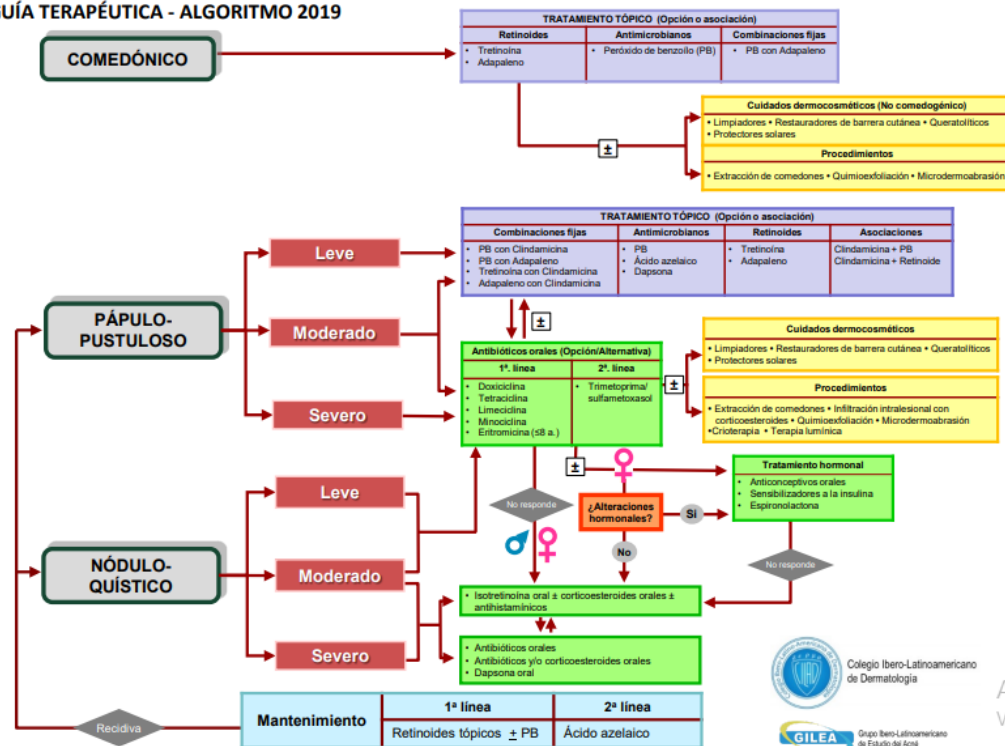 GUÍA TERAPÉUTICA - ALGORITMO 2019
COMEDÓNICO
TRATAMIENTO TÓPICO (Opción o asociación)
Retinoides
• Tretinoína
• Adapaleno
Antimicrobianos
• Peróxido de benzoílo (PB)
Combinaciones fijas
• PB con Adapaleno
±
Cuidados dermocosméticos (No comedogénico)
• Limpiadores • Restauradores de barrera cutánea • Queratolíticos
• Protectores solares
Procedimientos
• Extracción de comedones • Quimioexfoliación • Microdermoabrasión
PÁPULO-
PUSTULOSO
Leve
Moderado
Severo
TRATAMIENTO TÓPICO (Opción o asociación)
Combinaciones fijas
• PB con Clindamicina
• PB con Adapaleno
Tretinoína con Clindamicina
Adapaleno con Clindamicina
Antimicrobianos
• PB
• Ácido azelaico
• Dapsona
Retinoides
• Tretinoína
• Adapaleno
Asociaciones
Clindamicina + PB
Clindamicina + Retinoide
±
Antibióticos orales (Opción/Alternativa)
1ª. línea
• Doxiciclina
• Tetraciclina
• Limeciclina
• Minociclina
• Eritromicina (≤8 a.)
2ª. línea
• Trimetoprima/
sulfametoxasol
±
Cuidados dermocosméticos
• Limpiadores • Restauradores de barrera cutánea • Queratolíticos
• Protectores solares
Procedimientos
• Extracción de comedones • Infiltración intralesional con
corticoesteroides • Quimioexfoliación • Microdermoabrasión
•Crioterapia • Terapia lumínica
±
Tratamiento hormonal
• Anticonceptivos orales
• Sensibilizadores a la insulina
• Espironolactona
No responde
¿Alteraciones
hormonales?
Si
No
No responde
NÓDULO-
QUÍSTICO
Leve
Moderado
Severo
• Isotretinoína oral ± corticoesteroides orales ±
antihistamínicos
• Antibióticos orales
• Antibióticos y/o corticoesteroides orales
• Dapsona oral
Recidiva
Mantenimiento
1ª línea
Retinoides tópicos ± PB
2ª línea
Ácido azelaico
Colegio Ibero-Latinoamericano
de Dermatología
GILEA
Grupo Ibero-Latinoamericano
de Estudio del Acné